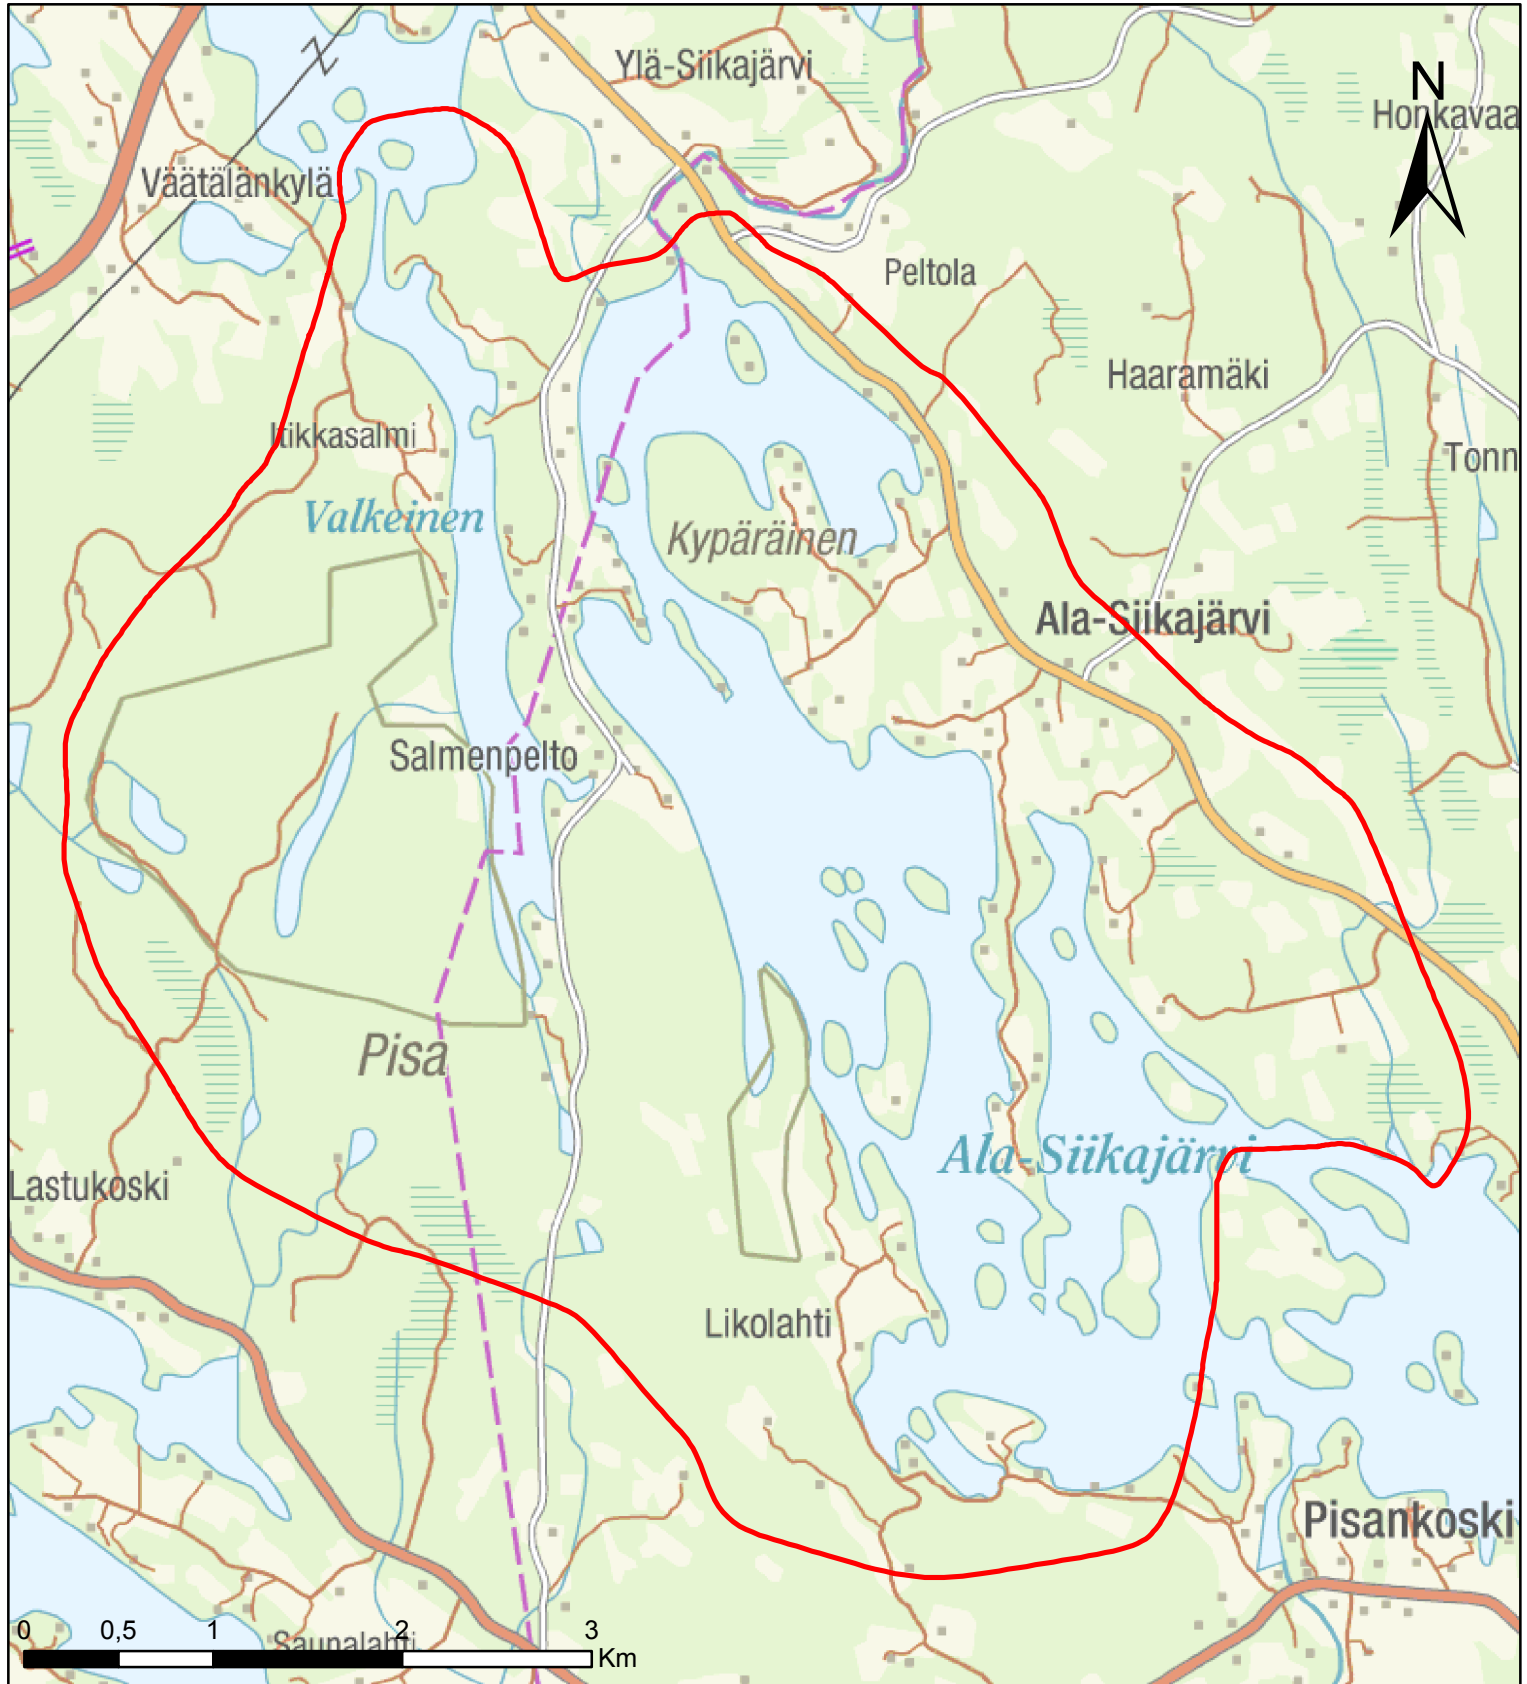 Ylä-Siikajärvi
N
Honkavaa
Väätälänkylä
Peltola
Haaramäki
Itikkasalmi
Tonn
Valkeinen
Kypäräinen
Ala-Siikajärvi
Salmenpelto
Pisa
Ala-Siikajärvi
Lastukoski
Likolahti
Pisankoski
Saunalahti
0 0,5 1 2 3
Km